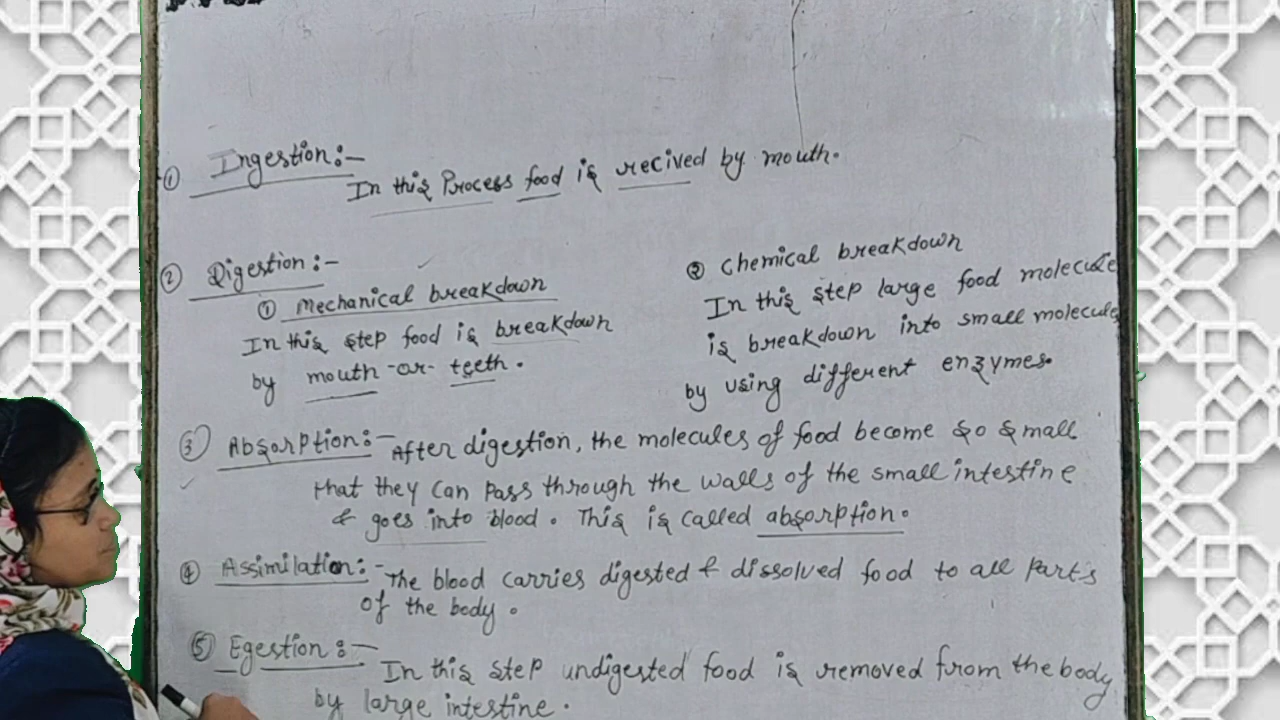 ① Ingestion:-
In this Process food is recived by mouth.
② Digestion:-
① Mechanical breakdown
In this step food is breakdown
by mouth -or- teeth.
② Chemical breakdown
In this step large food molecule
is breakdown into small molecule
by using different enzymes.
③ Absorption:- After digestion, the molecules of food become so small
that they can pass through the walls of the small intestine
& goes into blood. This is called absorption.
④ Assimilation:- The blood carries digested & dissolved food to all parts
of the body.
⑤ Egestion:-
In this step undigested food is removed from the body
by large intestine.